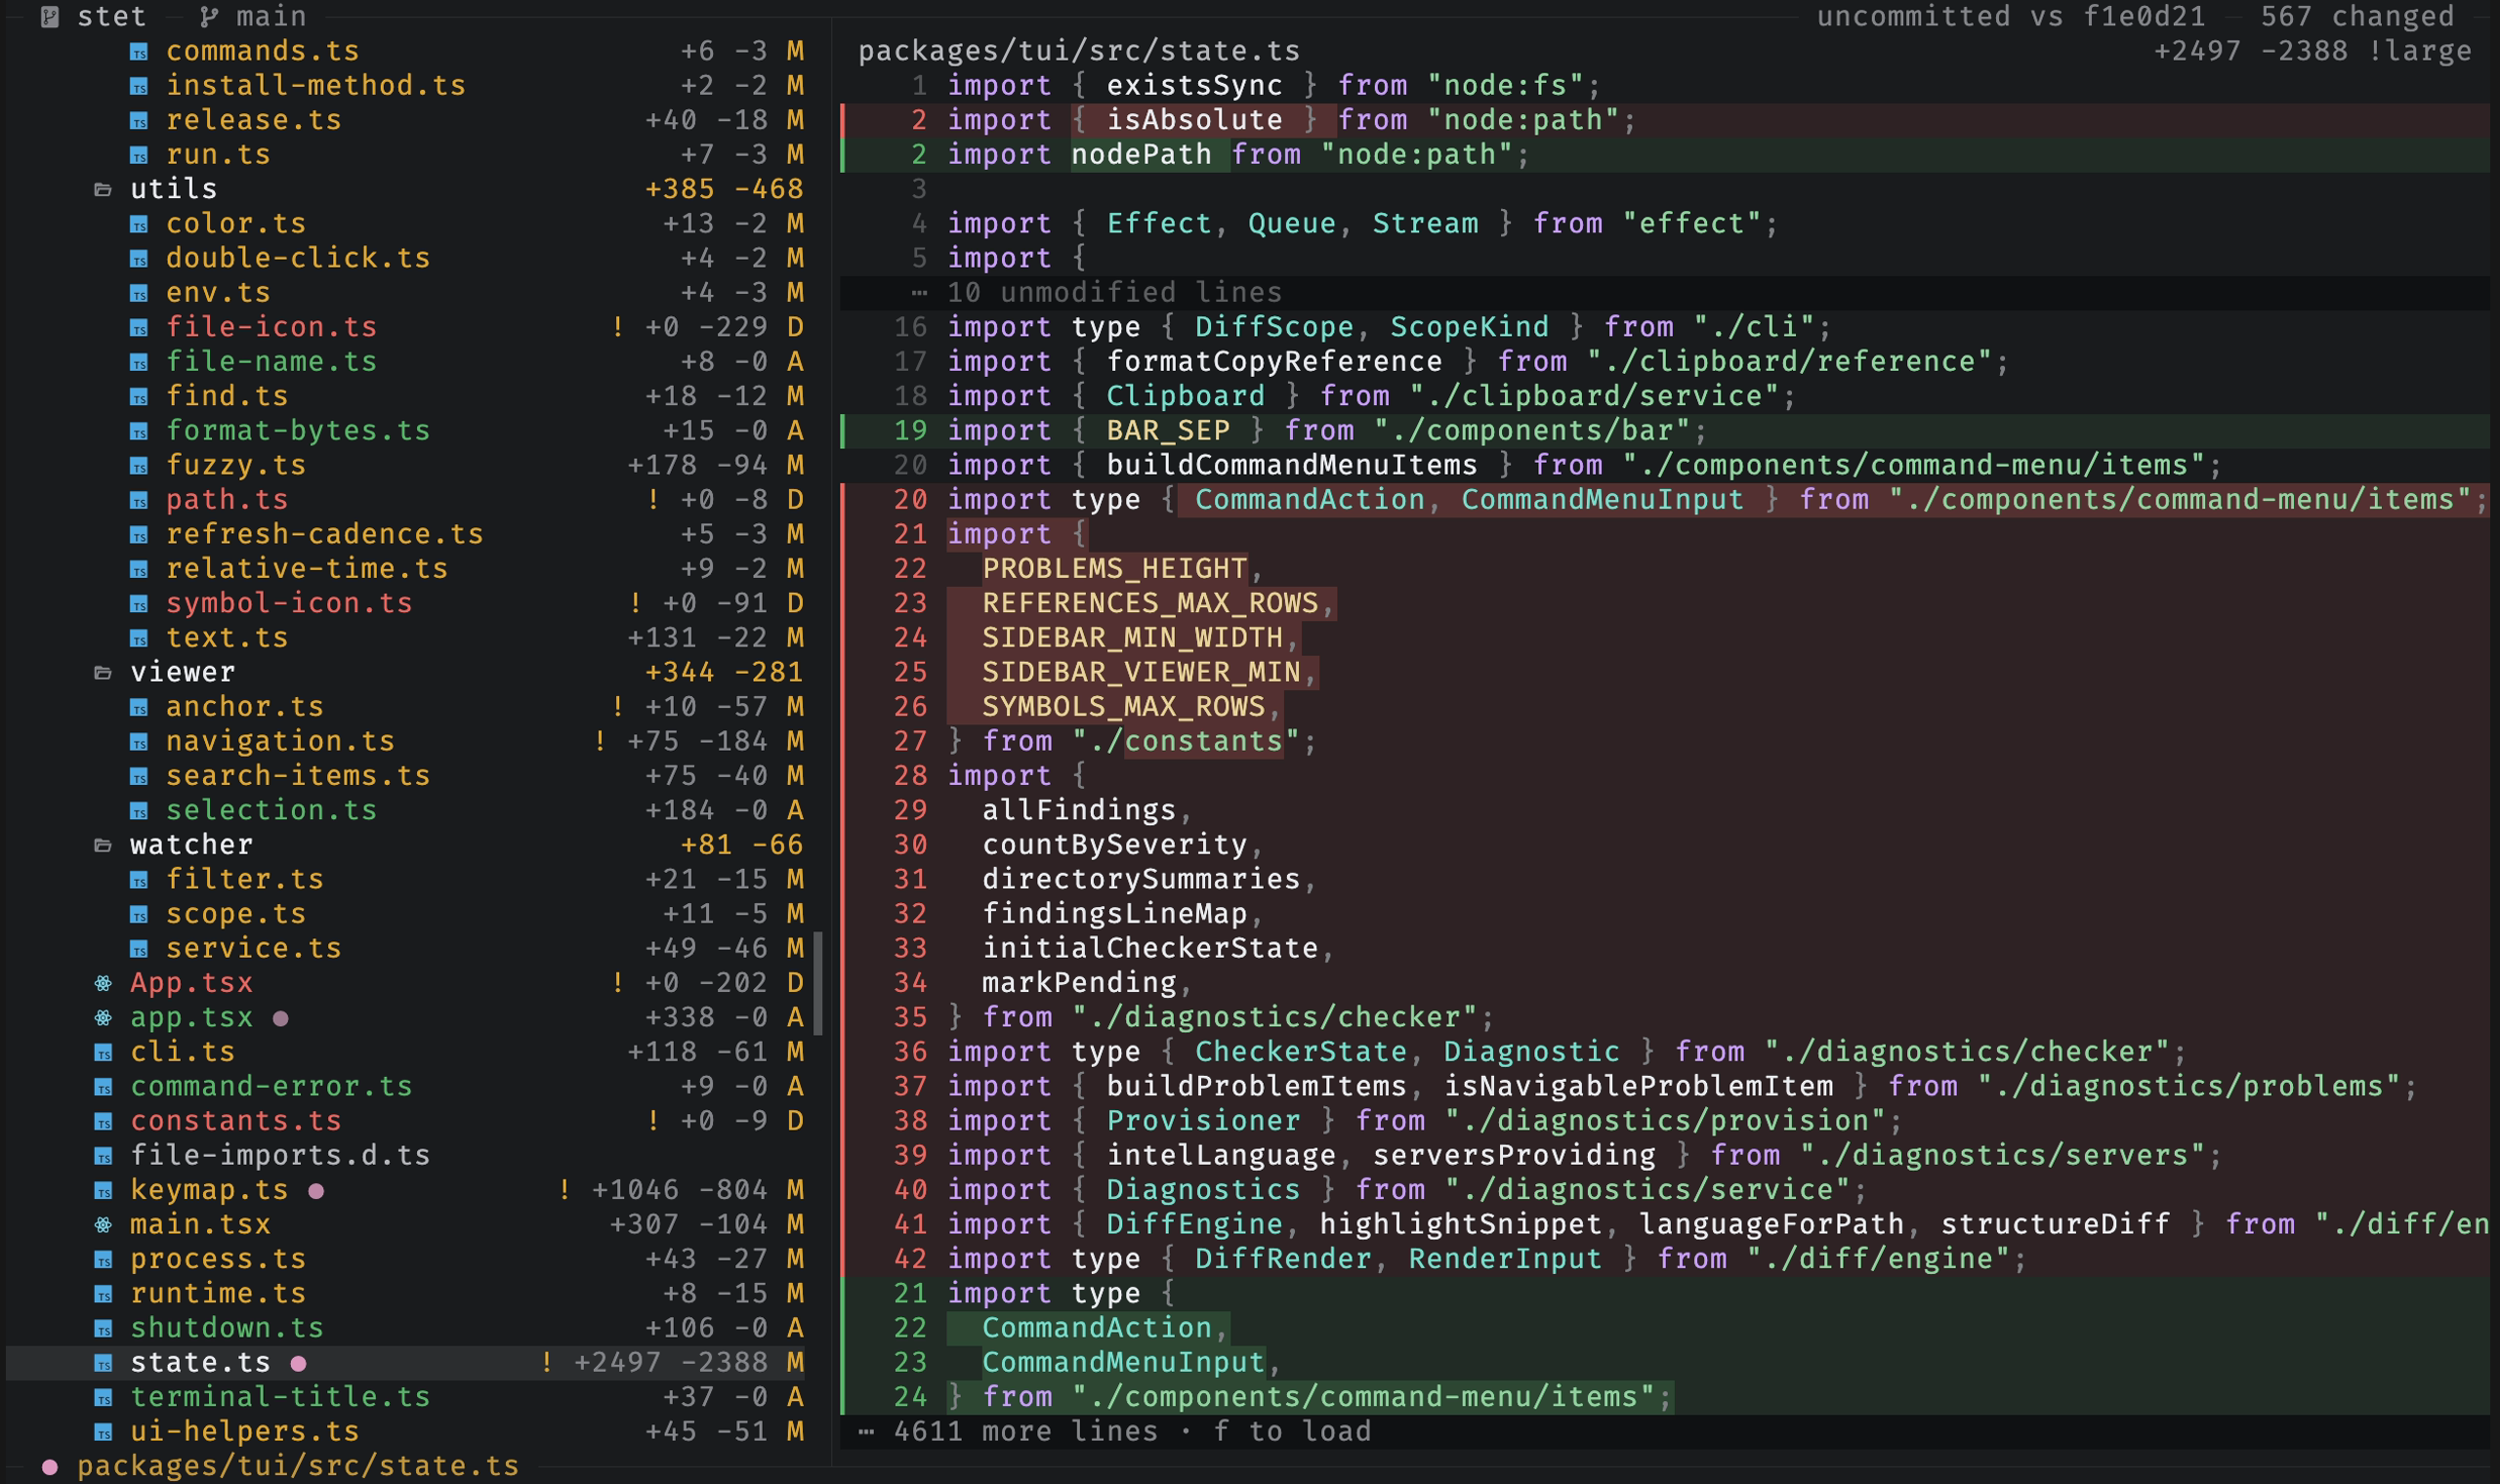 stet main uncommitted vs f1e0d21 567 changed
commands.ts +6 -3 M
install-method.ts +2 -2 M
release.ts +40 -18 M
run.ts +7 -3 M
utils +385 -468
color.ts +13 -2 M
double-click.ts +4 -2 M
env.ts +4 -3 M
file-icon.ts ! +0 -229 D
file-name.ts +8 -0 A
find.ts +18 -12 M
format-bytes.ts +15 -0 A
fuzzy.ts +178 -94 M
path.ts ! +0 -8 D
refresh-cadence.ts +5 -3 M
relative-time.ts +9 -2 M
symbol-icon.ts ! +0 -91 D
text.ts +131 -22 M
viewer +344 -281
anchor.ts ! +10 -57 M
navigation.ts ! +75 -184 M
search-items.ts +75 -40 M
selection.ts +184 -0 A
watcher +81 -66
filter.ts +21 -15 M
scope.ts +11 -5 M
service.ts +49 -46 M
App.tsx ! +0 -202 D
app.tsx ● +338 -0 A
cli.ts +118 -61 M
command-error.ts +9 -0 A
constants.ts ! +0 -9 D
file-imports.d.ts
keymap.ts ● ! +1046 -804 M
main.tsx +307 -104 M
process.ts +43 -27 M
runtime.ts +8 -15 M
shutdown.ts +106 -0 A
state.ts ● ! +2497 -2388 M
terminal-title.ts +37 -0 A
ui-helpers.ts +45 -51 M
● packages/tui/src/state.ts
packages/tui/src/state.ts +2497 -2388 !large
1 import { existsSync } from "node:fs";
2 import { isAbsolute } from "node:path";
2 import nodePath from "node:path";
3
4 import { Effect, Queue, Stream } from "effect";
5 import {
⋯ 10 unmodified lines
16 import type { DiffScope, ScopeKind } from "./cli";
17 import { formatCopyReference } from "./clipboard/reference";
18 import { Clipboard } from "./clipboard/service";
19 import { BAR_SEP } from "./components/bar";
20 import { buildCommandMenuItems } from "./components/command-menu/items";
20 import type { CommandAction, CommandMenuInput } from "./components/command-menu/items";
21 import {
22 PROBLEMS_HEIGHT,
23 REFERENCES_MAX_ROWS,
24 SIDEBAR_MIN_WIDTH,
25 SIDEBAR_VIEWER_MIN,
26 SYMBOLS_MAX_ROWS,
27 } from "./constants";
28 import {
29 allFindings,
30 countBySeverity,
31 directorySummaries,
32 findingsLineMap,
33 initialCheckerState,
34 markPending,
35 } from "./diagnostics/checker";
36 import type { CheckerState, Diagnostic } from "./diagnostics/checker";
37 import { buildProblemItems, isNavigableProblemItem } from "./diagnostics/problems";
38 import { Provisioner } from "./diagnostics/provision";
39 import { intelLanguage, serversProviding } from "./diagnostics/servers";
40 import { Diagnostics } from "./diagnostics/service";
41 import { DiffEngine, highlightSnippet, languageForPath, structureDiff } from "./diff/en
42 import type { DiffRender, RenderInput } from "./diff/engine";
21 import type {
22 CommandAction,
23 CommandMenuInput,
24 } from "./components/command-menu/items";
⋯ 4611 more lines · f to load